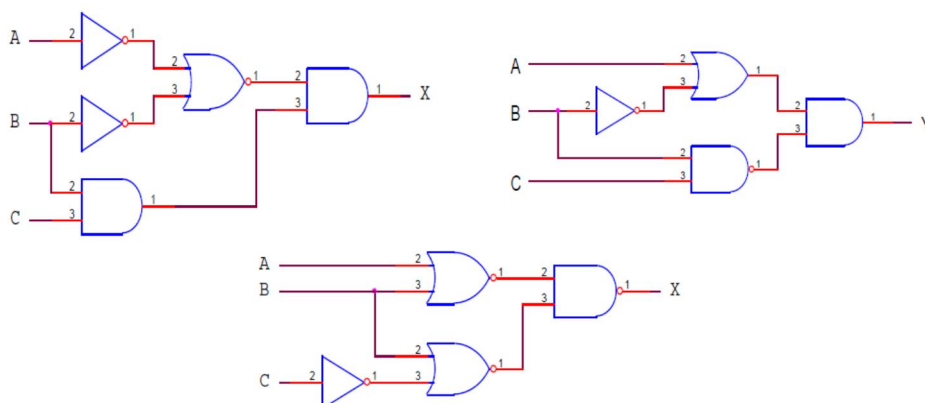 A 2 1
2 1 2
3 3 1 X
B 2 1
2 1
C 3
A 2 1
3 2
B 2 1 3 1
2 1
C 3
A 2 1 2
B 3 1 X
3
2 1
C 2 1 3